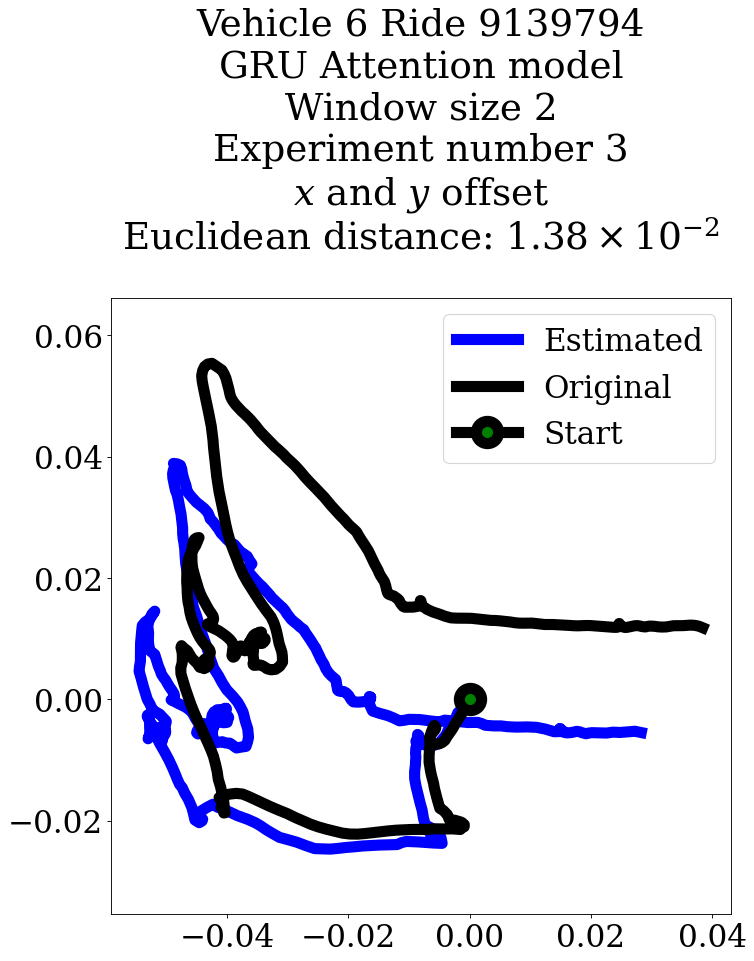 Vehicle 6 Ride 9139794
GRU Attention model
Window size 2
Experiment number 3
x and y offset
Euclidean distance: 1.38 × 10⁻²
Estimated
Original
Start
0.06
0.04
0.02
0.00
−0.02
−0.04 −0.02 0.00 0.02 0.04